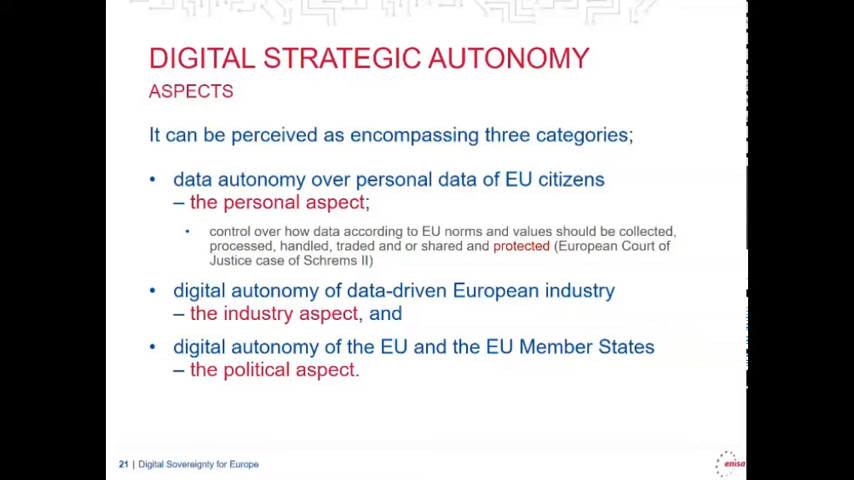 DIGITAL STRATEGIC AUTONOMY
ASPECTS
It can be perceived as encompassing three categories;
• data autonomy over personal data of EU citizens
– the personal aspect;
• control over how data according to EU norms and values should be collected,
processed, handled, traded and or shared and protected (European Court of
Justice case of Schrems II)
• digital autonomy of data-driven European industry
– the industry aspect, and
• digital autonomy of the EU and the EU Member States
– the political aspect.
21 | Digital Sovereignty for Europe
enisa